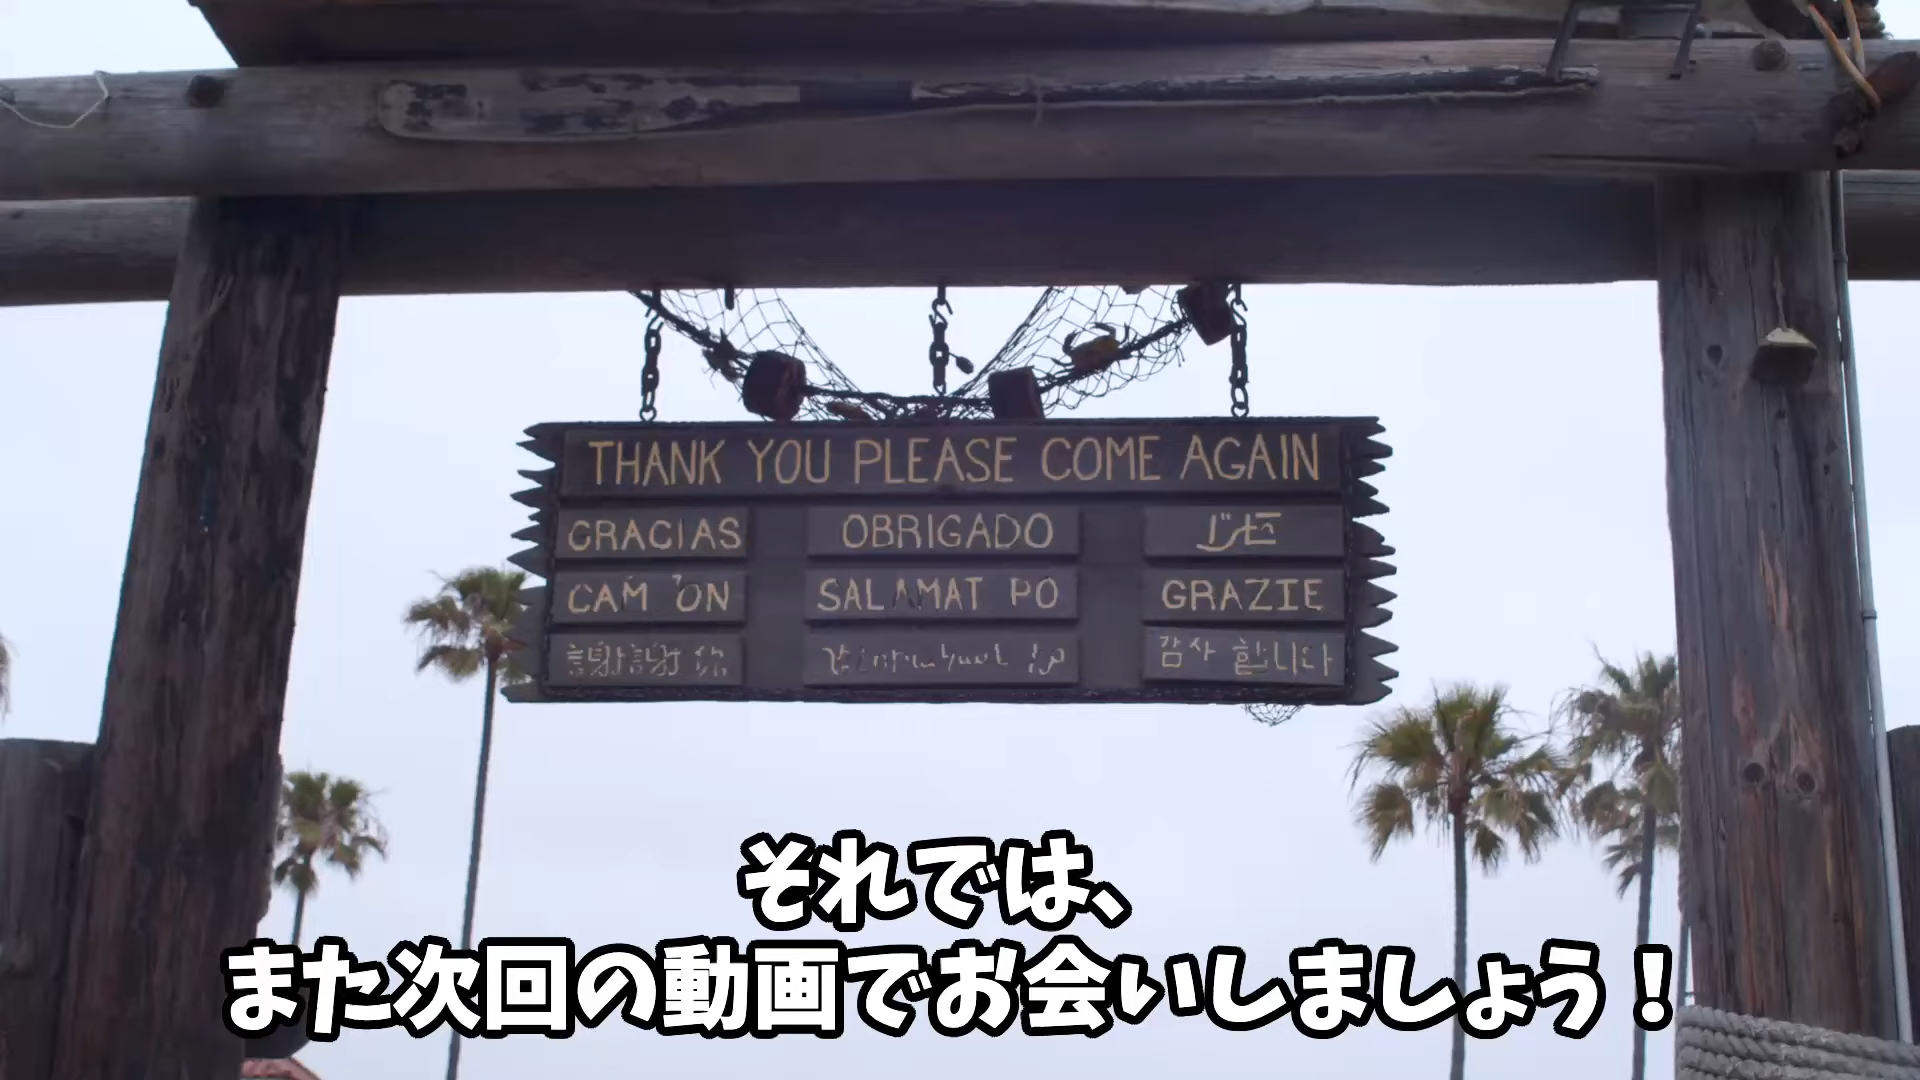 THANK YOU PLEASE COME AGAIN
GRACIAS
OBRIGADO
CAM ON
SALAMAT PO
GRAZIE
감사 합니다
それでは、
また次回の動画でお会いしましょう！